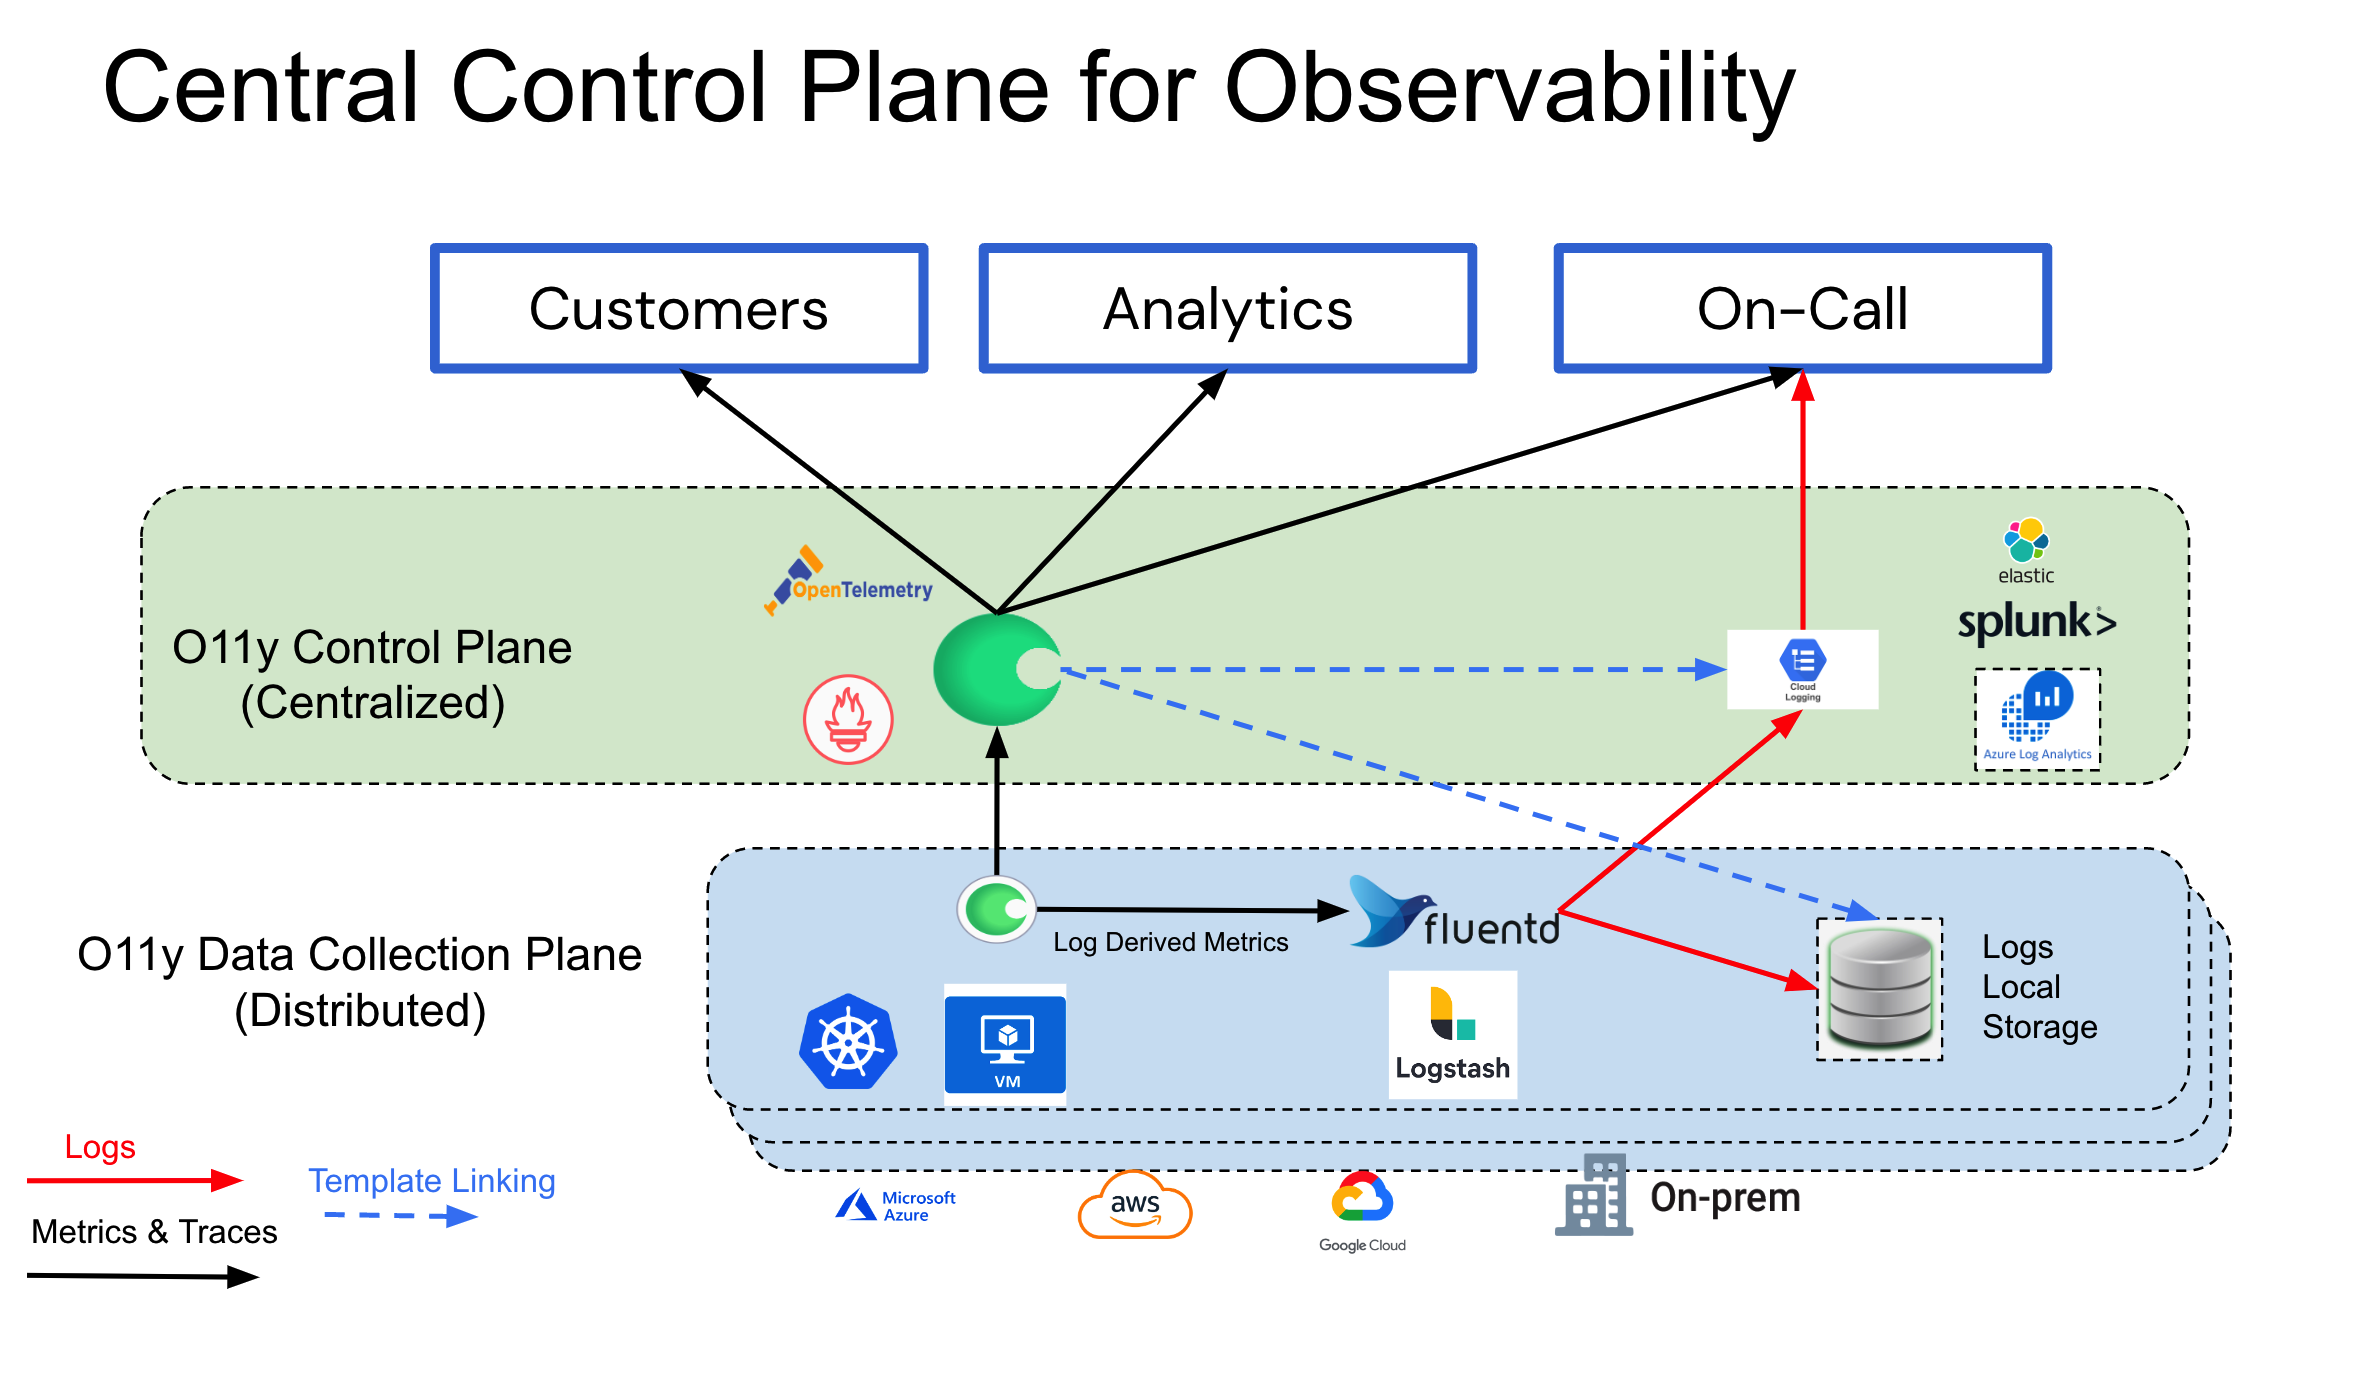 Central Control Plane for Observability
Customers
Analytics
On-Call
OpenTelemetry
O11y Control Plane
(Centralized)
Cloud
Logging
elastic
splunk>
Azure Log Analytics
O11y Data Collection Plane
(Distributed)
Log Derived Metrics
fluentd
VM
Logstash
Logs
Local
Storage
Logs
Template Linking
Metrics & Traces
Microsoft
Azure
aws
Google Cloud
On-prem